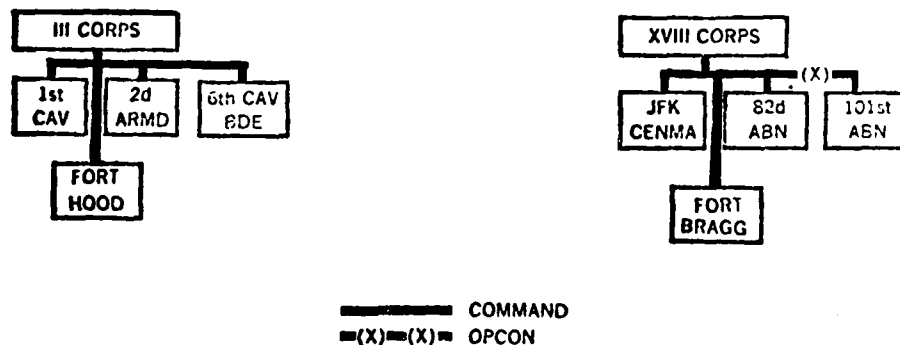 III CORPS
1st
CAV
2d
ARMD
6th CAV
BDE
FORT
HOOD
XVIII CORPS
(X)
JFK
CENMA
82d
ABN
101st
ABN
FORT
BRAGG
COMMAND
(X) (X) OPCON